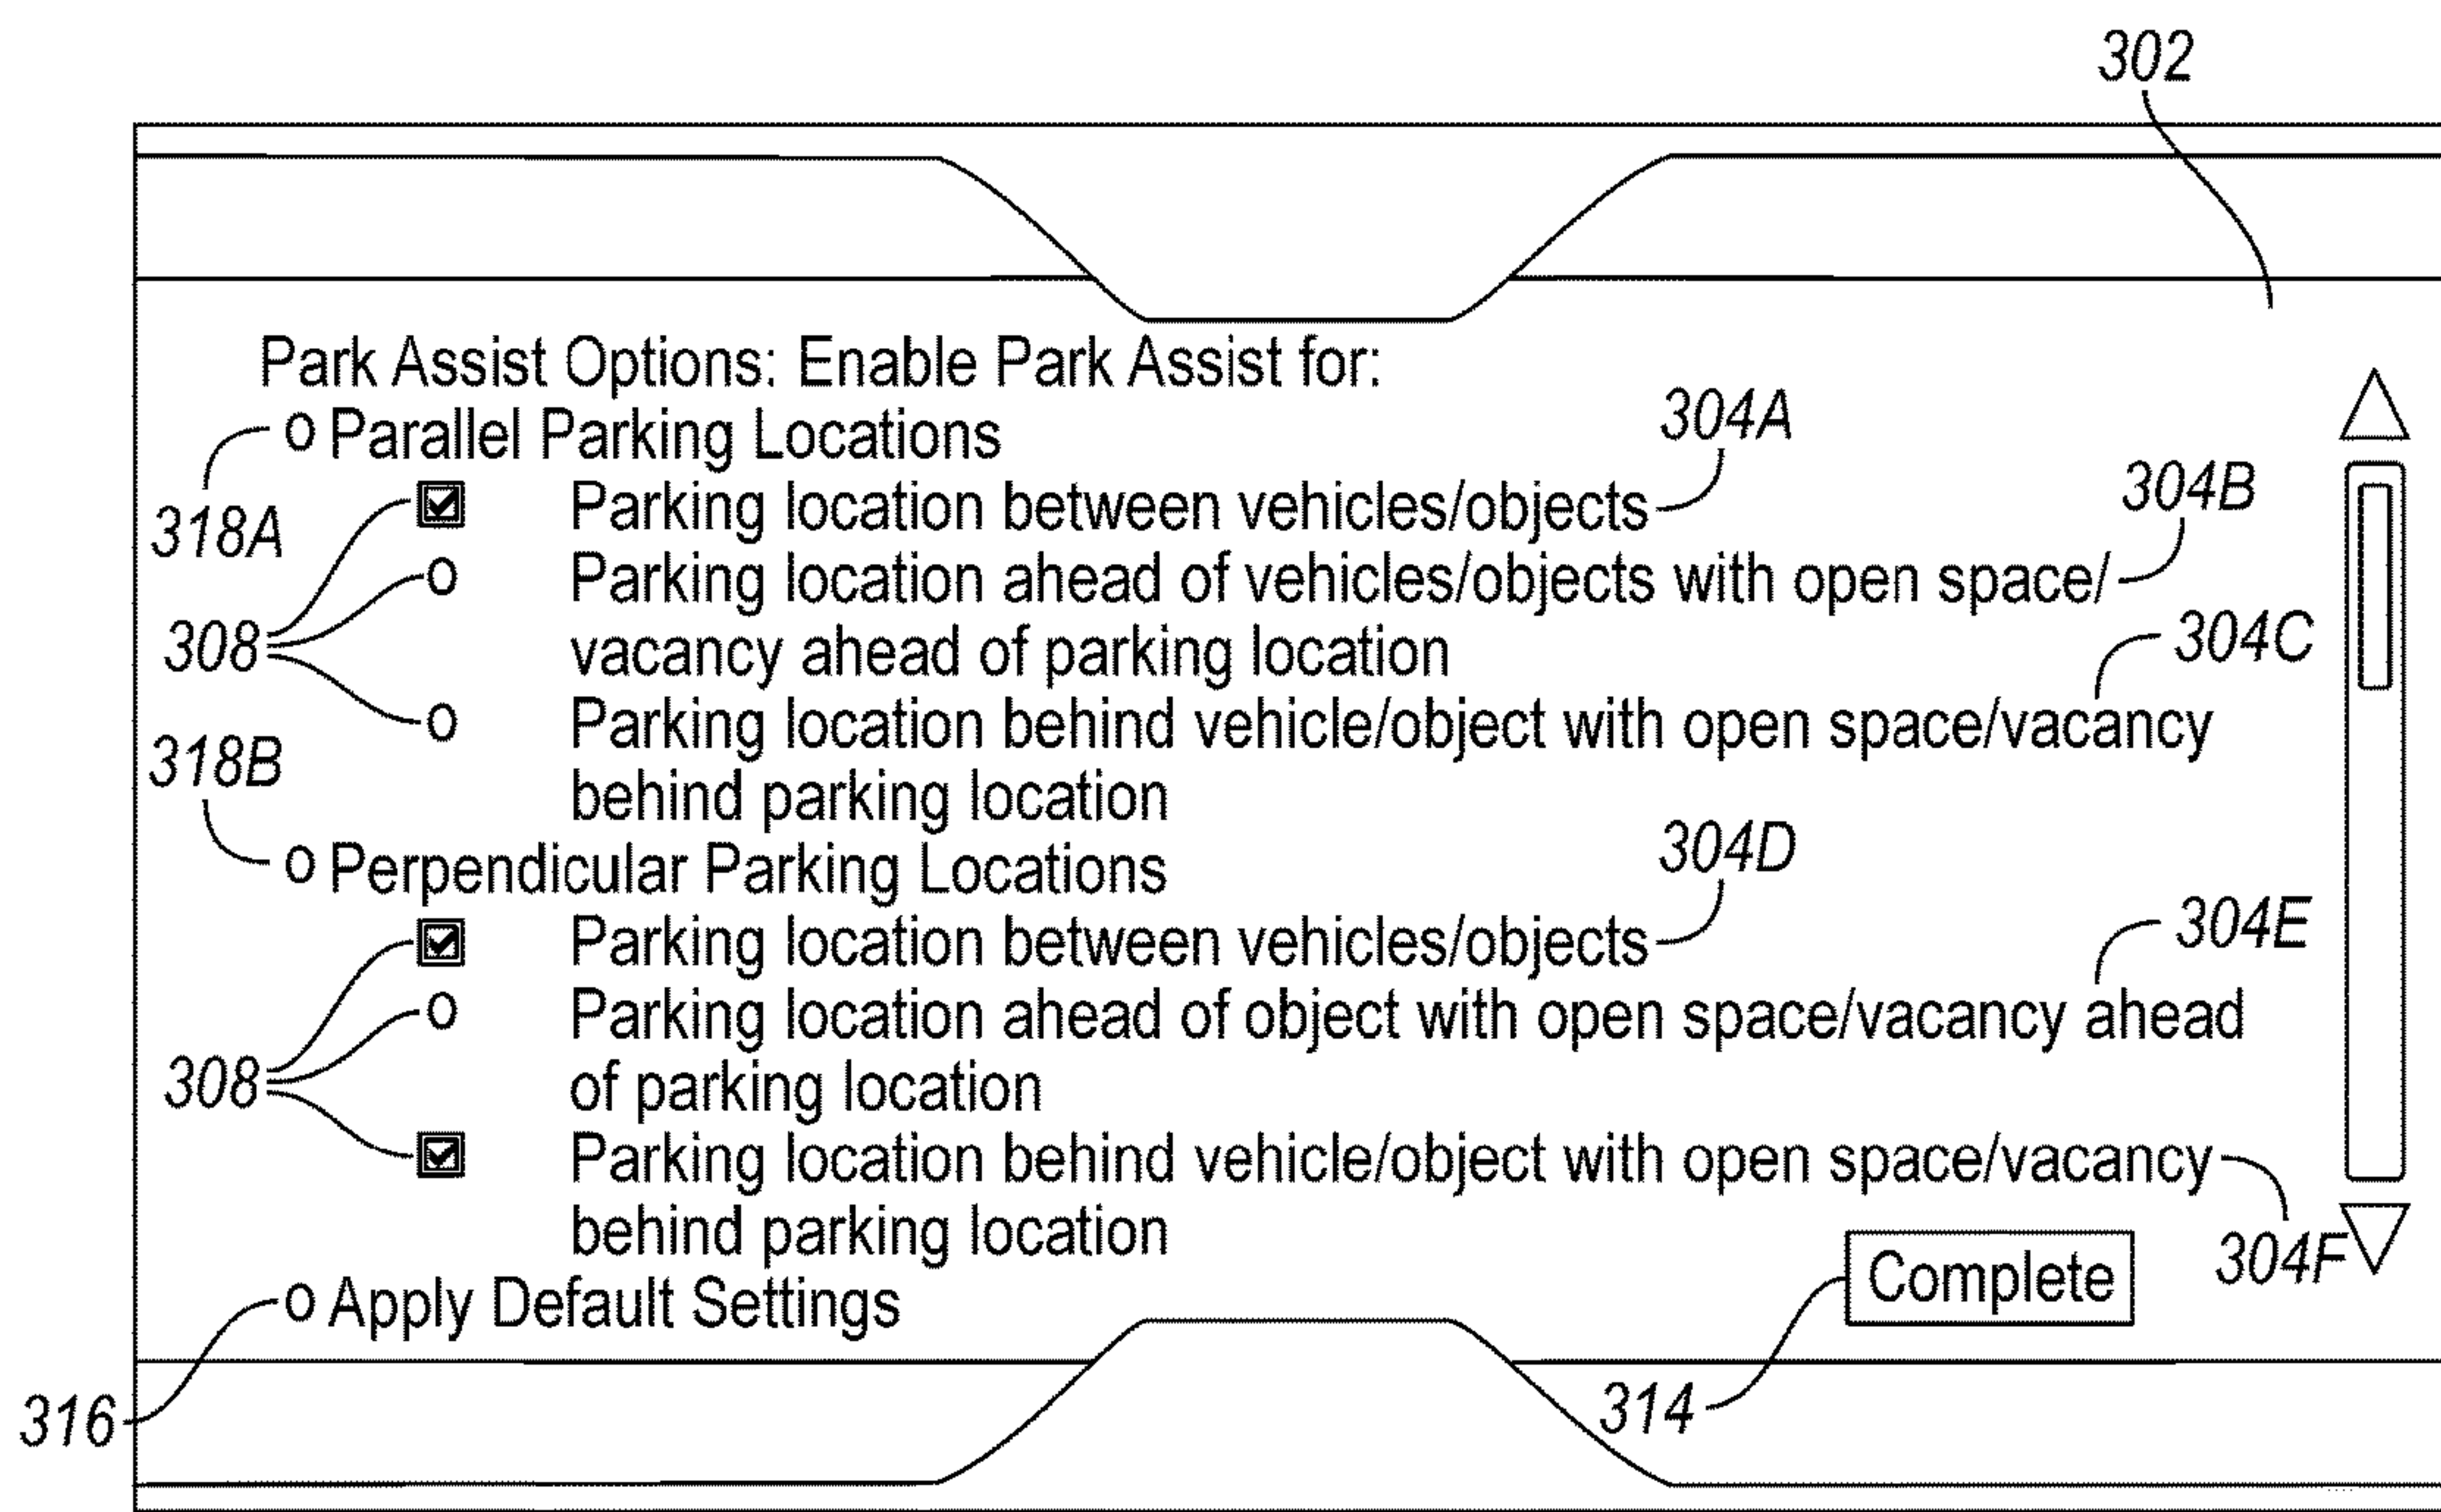 302
Park Assist Options: Enable Park Assist for:
304A
o Parallel Parking Locations
304B
Parking location between vehicles/objects
318A
Parking location ahead of vehicles/objects with open space/
308
vacancy ahead of parking location
304C
Parking location behind vehicle/object with open space/vacancy
318B
behind parking location
304D
o Perpendicular Parking Locations
304E
Parking location between vehicles/objects
Parking location ahead of object with open space/vacancy ahead
308
of parking location
Parking location behind vehicle/object with open space/vacancy
behind parking location
304F
Complete
o Apply Default Settings
316
314